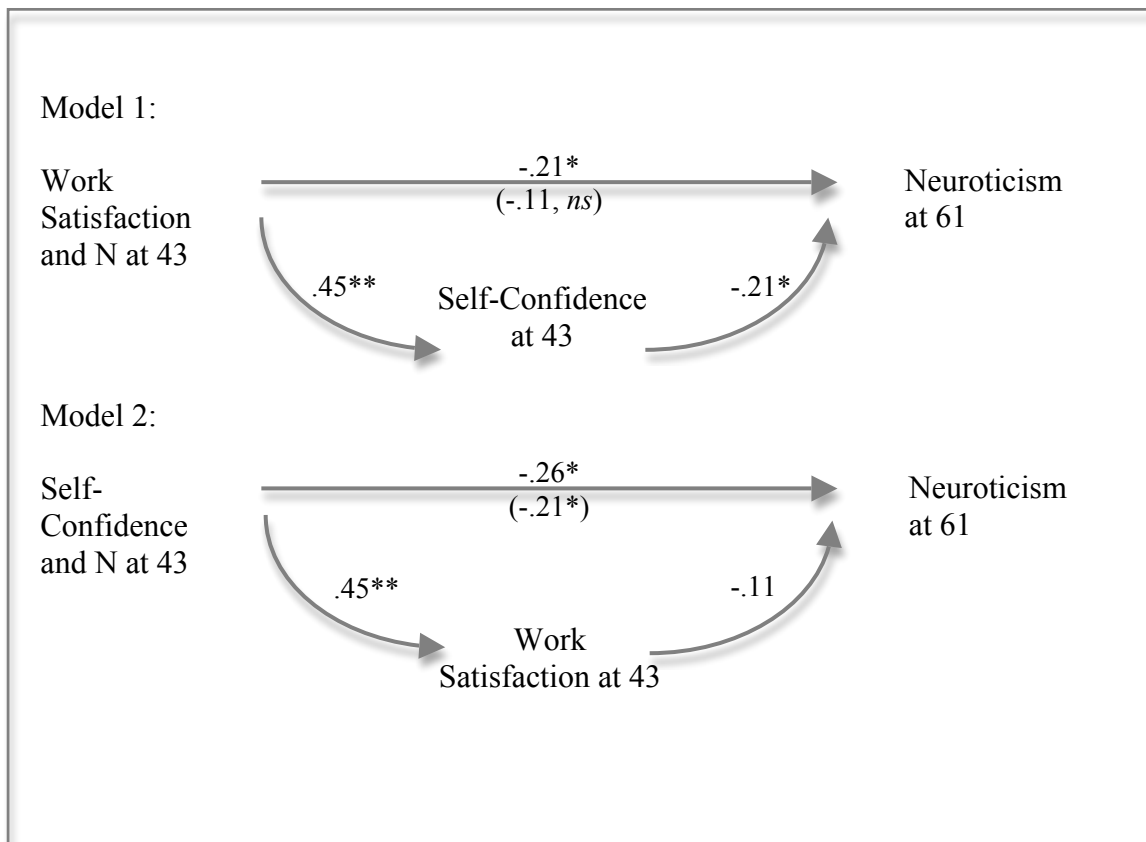 Model 1:
-.21*
Work
Satisfaction
and N at 43
(-.11, ns)
Neuroticism
at 61
.45**
Self-Confidence
at 43
-.21*
Model 2:
-.26*
Self-
Confidence
and N at 43
(-.21*)
Neuroticism
at 61
.45**
-.11
Work
Satisfaction at 43